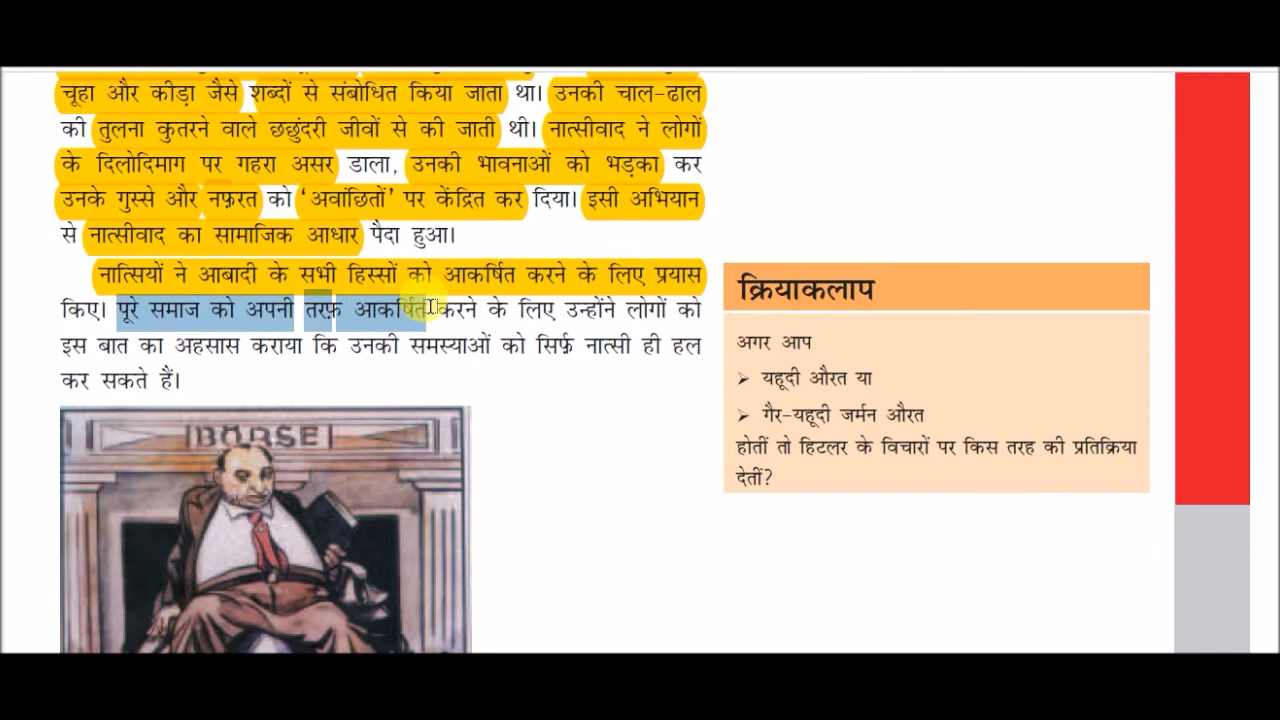 चूहा और कीड़ा जैसे शब्दों से संबोधित किया जाता था। उनकी चाल-ढाल
की तुलना कुतरने वाले छछुंदरी जीवों से की जाती थी। नात्सीवाद ने लोगों
के दिलोदिमाग पर गहरा असर डाला, उनकी भावनाओं को भड़का कर
उनके गुस्से और नफ़रत को ‘अवांछितों’ पर केंद्रित कर दिया। इसी अभियान
से नात्सीवाद का सामाजिक आधार पैदा हुआ।
नात्सियों ने आबादी के सभी हिस्सों को आकर्षित करने के लिए प्रयास
किए। पूरे समाज को अपनी तरफ़ आकर्षित करने के लिए उन्होंने लोगों को
इस बात का अहसास कराया कि उनकी समस्याओं को सिर्फ़ नात्सी ही हल
कर सकते हैं।
BÖRSE
क्रियाकलाप
अगर आप
➢ यहूदी औरत या
➢ गैर-यहूदी जर्मन औरत
होतीं तो हिटलर के विचारों पर किस तरह की प्रतिक्रिया
देतीं?